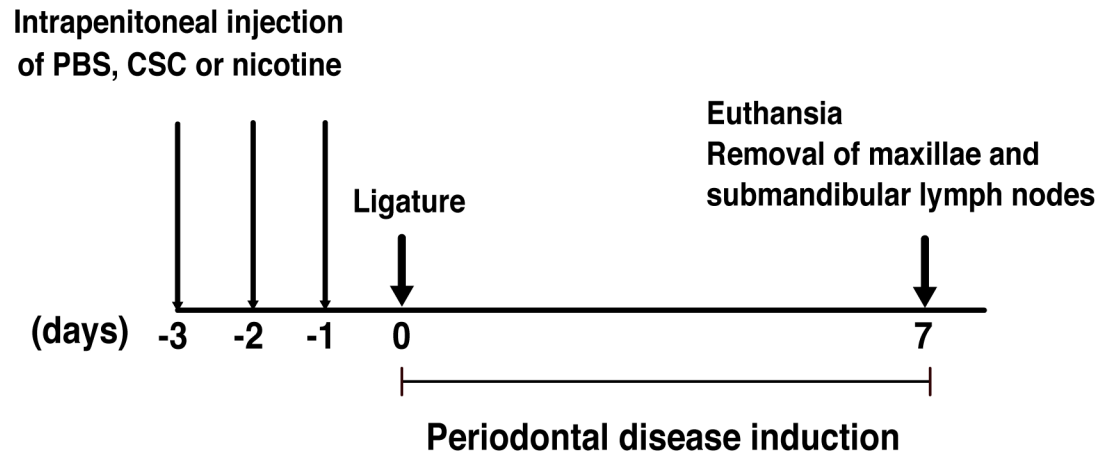 Intrapenitoneal injection
of PBS, CSC or nicotine
Euthansia
Removal of maxillae and
submandibular lymph nodes
Ligature
(days) -3 -2 -1 0 7
Periodontal disease induction